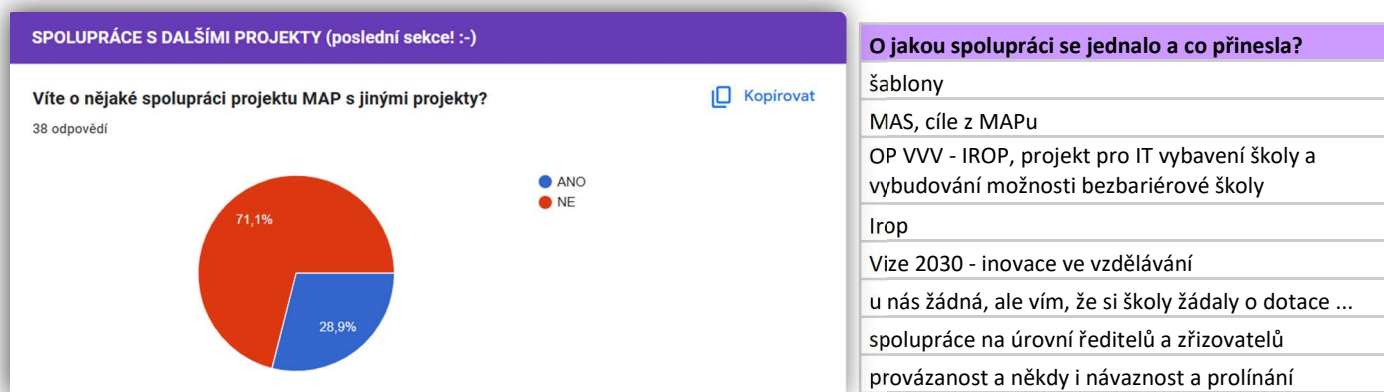 SPOLUPRÁCE S DALŠÍMI PROJEKTY (poslední sekce! :-)
Víte o nějaké spolupráci projektu MAP s jinými projekty?
Kopírovat
38 odpovědí
ANO
NE
71,1%
28,9%
O jakou spolupráci se jednalo a co přinesla?
šablony
MAS, cíle z MAPu
OP VVV - IROP, projekt pro IT vybavení školy a
vybudování možnosti bezbariérové školy
Irop
Vize 2030 - inovace ve vzdělávání
u nás žádná, ale vím, že si školy žádaly o dotace ...
spolupráce na úrovní ředitelů a zřizovatelů
provázanost a někdy i návaznost a prolínání